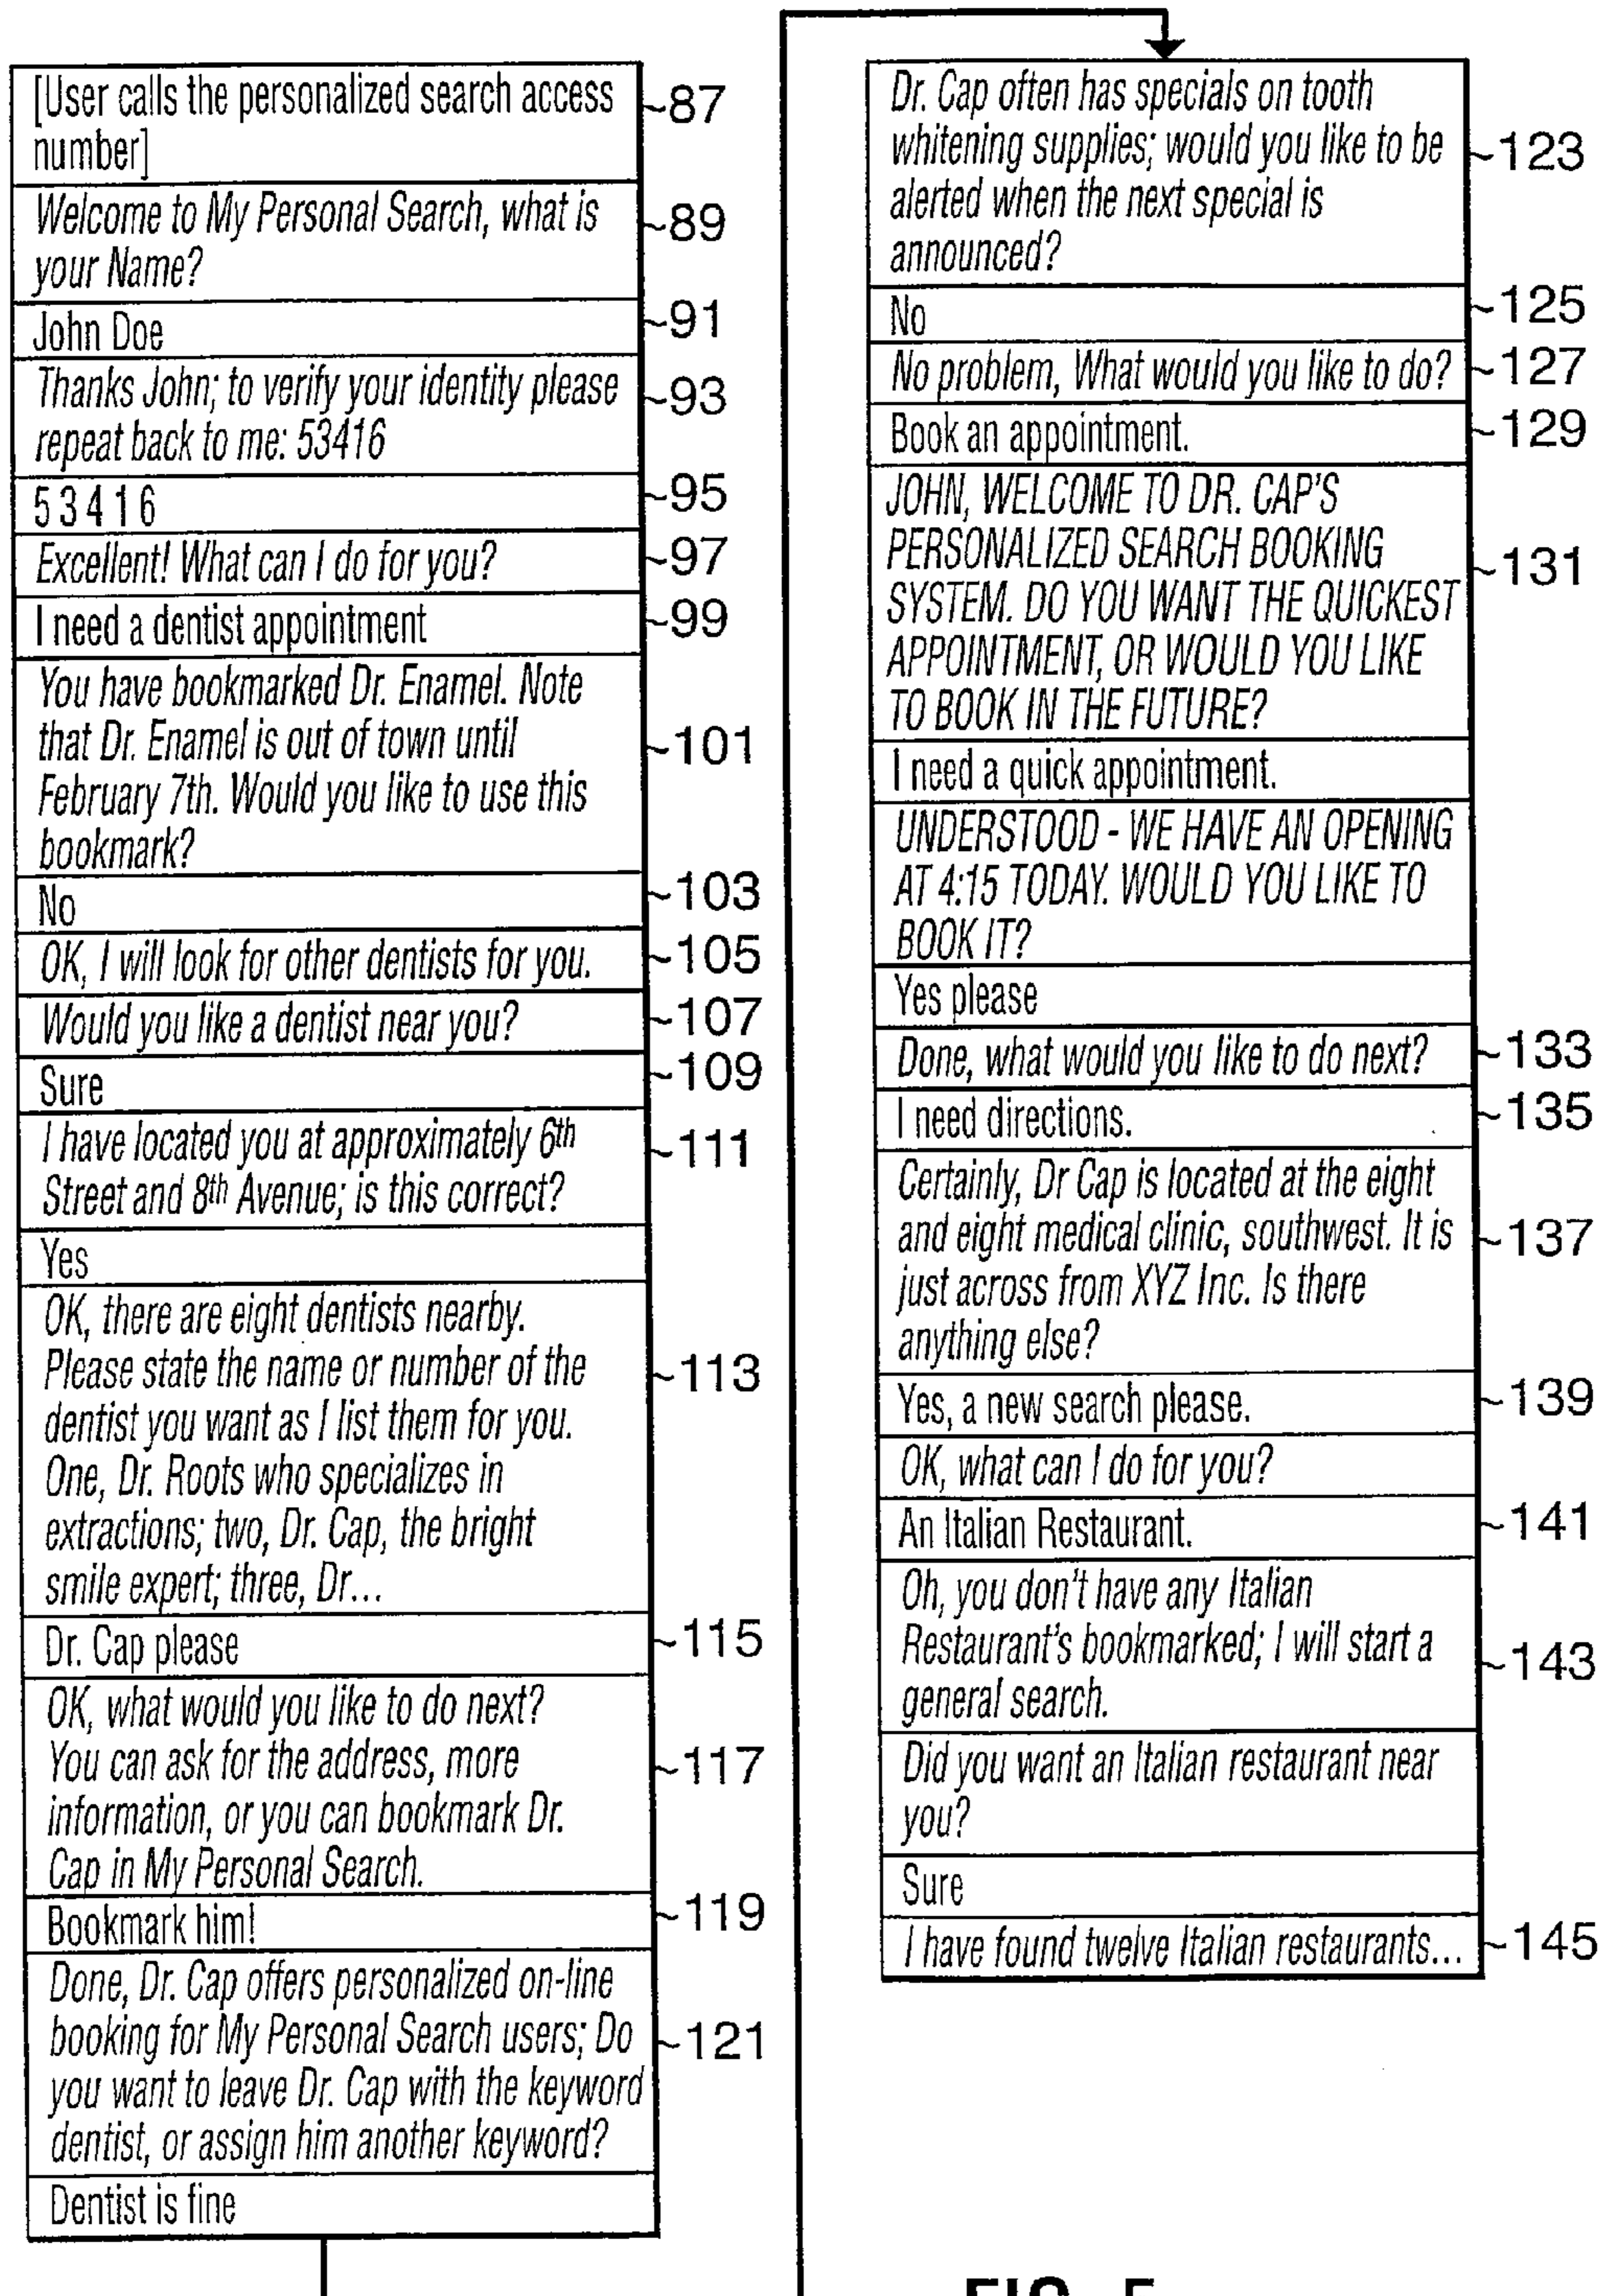 [User calls the personalized search access
number]
87
Welcome to My Personal Search, what is
your Name?
89
John Doe
91
Thanks John; to verify your identity please
repeat back to me: 53416
93
5 3 4 1 6
95
Excellent! What can I do for you?
97
I need a dentist appointment
99
You have bookmarked Dr. Enamel. Note
that Dr. Enamel is out of town until
February 7th. Would you like to use this
bookmark?
101
No
103
OK, I will look for other dentists for you.
105
Would you like a dentist near you?
107
Sure
109
I have located you at approximately 6th
Street and 8th Avenue; is this correct?
111
Yes
OK, there are eight dentists nearby.
Please state the name or number of the
dentist you want as I list them for you.
One, Dr. Roots who specializes in
extractions; two, Dr. Cap, the bright
smile expert; three, Dr...
113
Dr. Cap please
115
OK, what would you like to do next?
You can ask for the address, more
information, or you can bookmark Dr.
Cap in My Personal Search.
117
Bookmark him!
119
Done, Dr. Cap offers personalized on-line
booking for My Personal Search users; Do
you want to leave Dr. Cap with the keyword
dentist, or assign him another keyword?
121
Dentist is fine
Dr. Cap often has specials on tooth
whitening supplies; would you like to be
alerted when the next special is
announced?
123
No
125
No problem, What would you like to do?
127
Book an appointment.
129
JOHN, WELCOME TO DR. CAP'S
PERSONALIZED SEARCH BOOKING
SYSTEM. DO YOU WANT THE QUICKEST
APPOINTMENT, OR WOULD YOU LIKE
TO BOOK IN THE FUTURE?
131
I need a quick appointment.
UNDERSTOOD - WE HAVE AN OPENING
AT 4:15 TODAY. WOULD YOU LIKE TO
BOOK IT?
Yes please
Done, what would you like to do next?
133
I need directions.
135
Certainly, Dr Cap is located at the eight
and eight medical clinic, southwest. It is
just across from XYZ Inc. Is there
anything else?
137
Yes, a new search please.
139
OK, what can I do for you?
An Italian Restaurant.
141
Oh, you don't have any Italian
Restaurant's bookmarked; I will start a
general search.
143
Did you want an Italian restaurant near
you?
Sure
I have found twelve Italian restaurants...
145